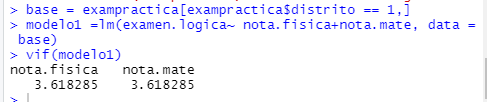 > base = exampractica[exampractica$distrito == 1,]
> modelo1 =lm(examen.logica~ nota.fisica+nota.mate, data =
 base)
> vif(modelo1)
nota.fisica   nota.mate
   3.618285    3.618285
>